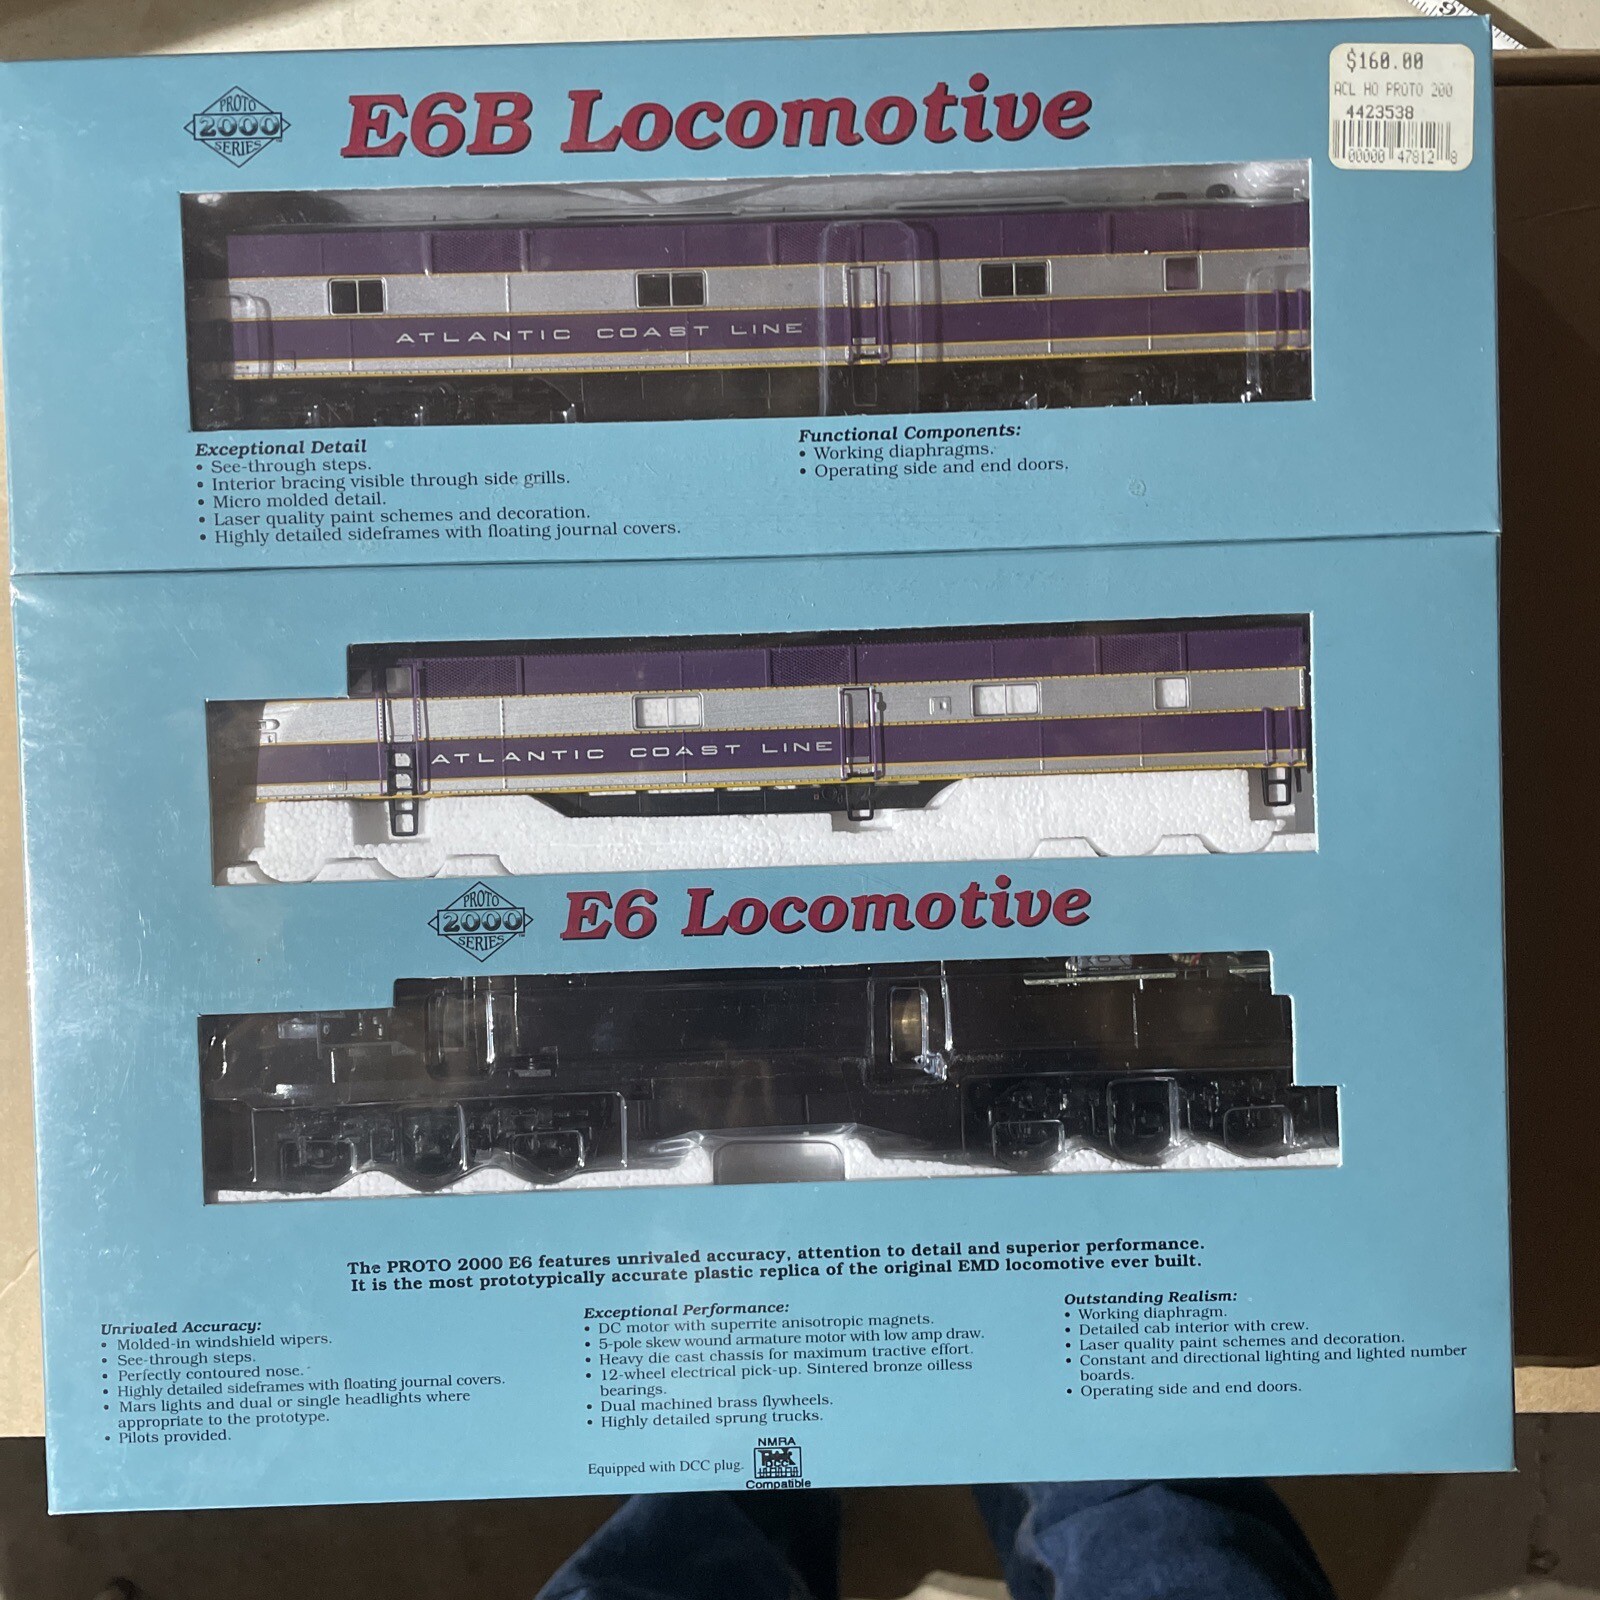 $160.00
ACL HO PROTO 200
4423538
00000 47812 8
PROTO
2000
SERIES
E6B Locomotive
ATLANTIC COAST LINE
Exceptional Detail
• See-through steps.
• Interior bracing visible through side grills.
• Micro molded detail.
• Laser quality paint schemes and decoration.
• Highly detailed sideframes with floating journal covers.
Functional Components:
• Working diaphragms.
• Operating side and end doors.
ATLANTIC COAST LINE
PROTO
2000
SERIES™
E6 Locomotive
The PROTO 2000 E6 features unrivaled accuracy, attention to detail and superior performance.
It is the most prototypically accurate plastic replica of the original EMD locomotive ever built.
Unrivaled Accuracy:
• Molded-in windshield wipers.
• See-through steps.
• Perfectly contoured nose.
• Highly detailed sideframes with floating journal covers.
• Mars lights and dual or single headlights where
appropriate to the prototype.
• Pilots provided.
Exceptional Performance:
• DC motor with superrite anisotropic magnets.
• 5-pole skew wound armature motor with low amp draw.
• Heavy die cast chassis for maximum tractive effort.
• 12-wheel electrical pick-up. Sintered bronze oilless
bearings.
• Dual machined brass flywheels.
• Highly detailed sprung trucks.
Outstanding Realism:
• Working diaphragm.
• Detailed cab interior with crew.
• Laser quality paint schemes and decoration.
• Constant and directional lighting and lighted number
boards.
• Operating side and end doors.
Equipped with DCC plug.
NMRA
DCC
Compatible